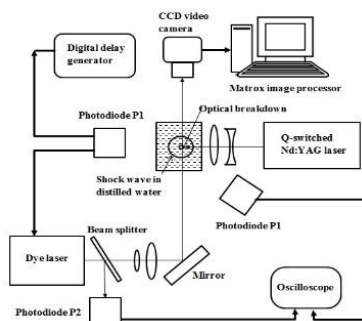 CCD video
camera
Digital delay
generator
Matrox image processor
Photodiode P1
Optical breakdown
Q-switched
Nd:YAG laser
Shock wave in
distilled water
Photodiode P1
Beam splitter
Dye laser
Mirror
Oscilloscope
Photodiode P2